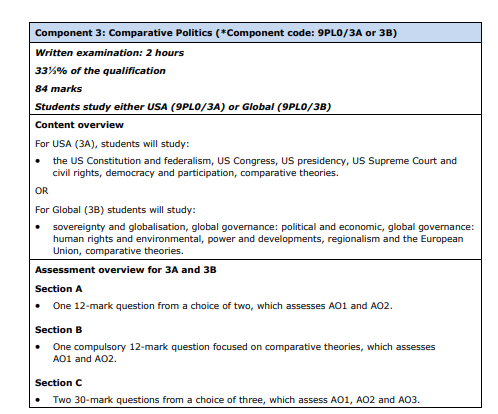 Component 3: Comparative Politics (*Component code: 9PL0/3A or 3B)
Written examination: 2 hours
33⅓% of the qualification
84 marks
Students study either USA (9PL0/3A) or Global (9PL0/3B)
Content overview
For USA (3A), students will study:
• the US Constitution and federalism, US Congress, US presidency, US Supreme Court and
civil rights, democracy and participation, comparative theories.
OR
For Global (3B) students will study:
• sovereignty and globalisation, global governance: political and economic, global governance:
human rights and environmental, power and developments, regionalism and the European
Union, comparative theories.
Assessment overview for 3A and 3B
Section A
• One 12-mark question from a choice of two, which assesses AO1 and AO2.
Section B
• One compulsory 12-mark question focused on comparative theories, which assesses
AO1 and AO2.
Section C
• Two 30-mark questions from a choice of three, which assess AO1, AO2 and AO3.